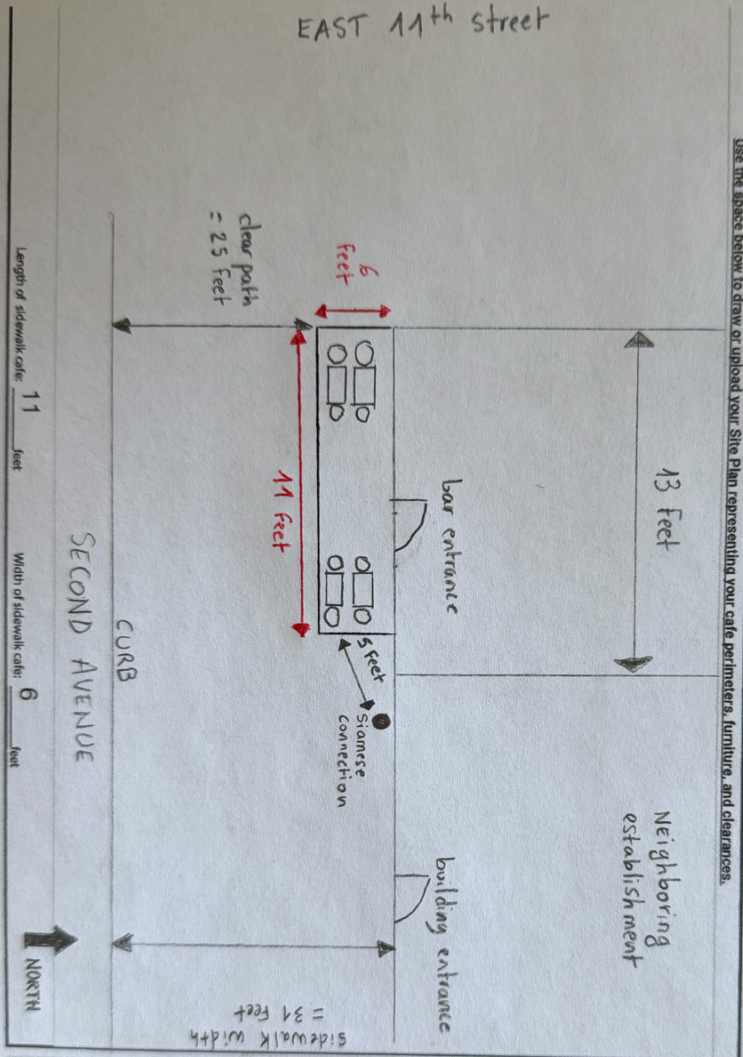 Use the space below to draw or upload your Site Plan representing your cafe perimeters, furniture, and clearances.
EAST 11th street
13 feet
Neighboring
establishment
bar entrance
building entrance
6
feet
5 feet
Siamese
connection
11 feet
clear path
= 25 feet
sidewalk width
= 31 feet
CURB
SECOND AVENUE
NORTH
Length of sidewalk cafe: 11 feet Width of sidewalk cafe: 6 feet